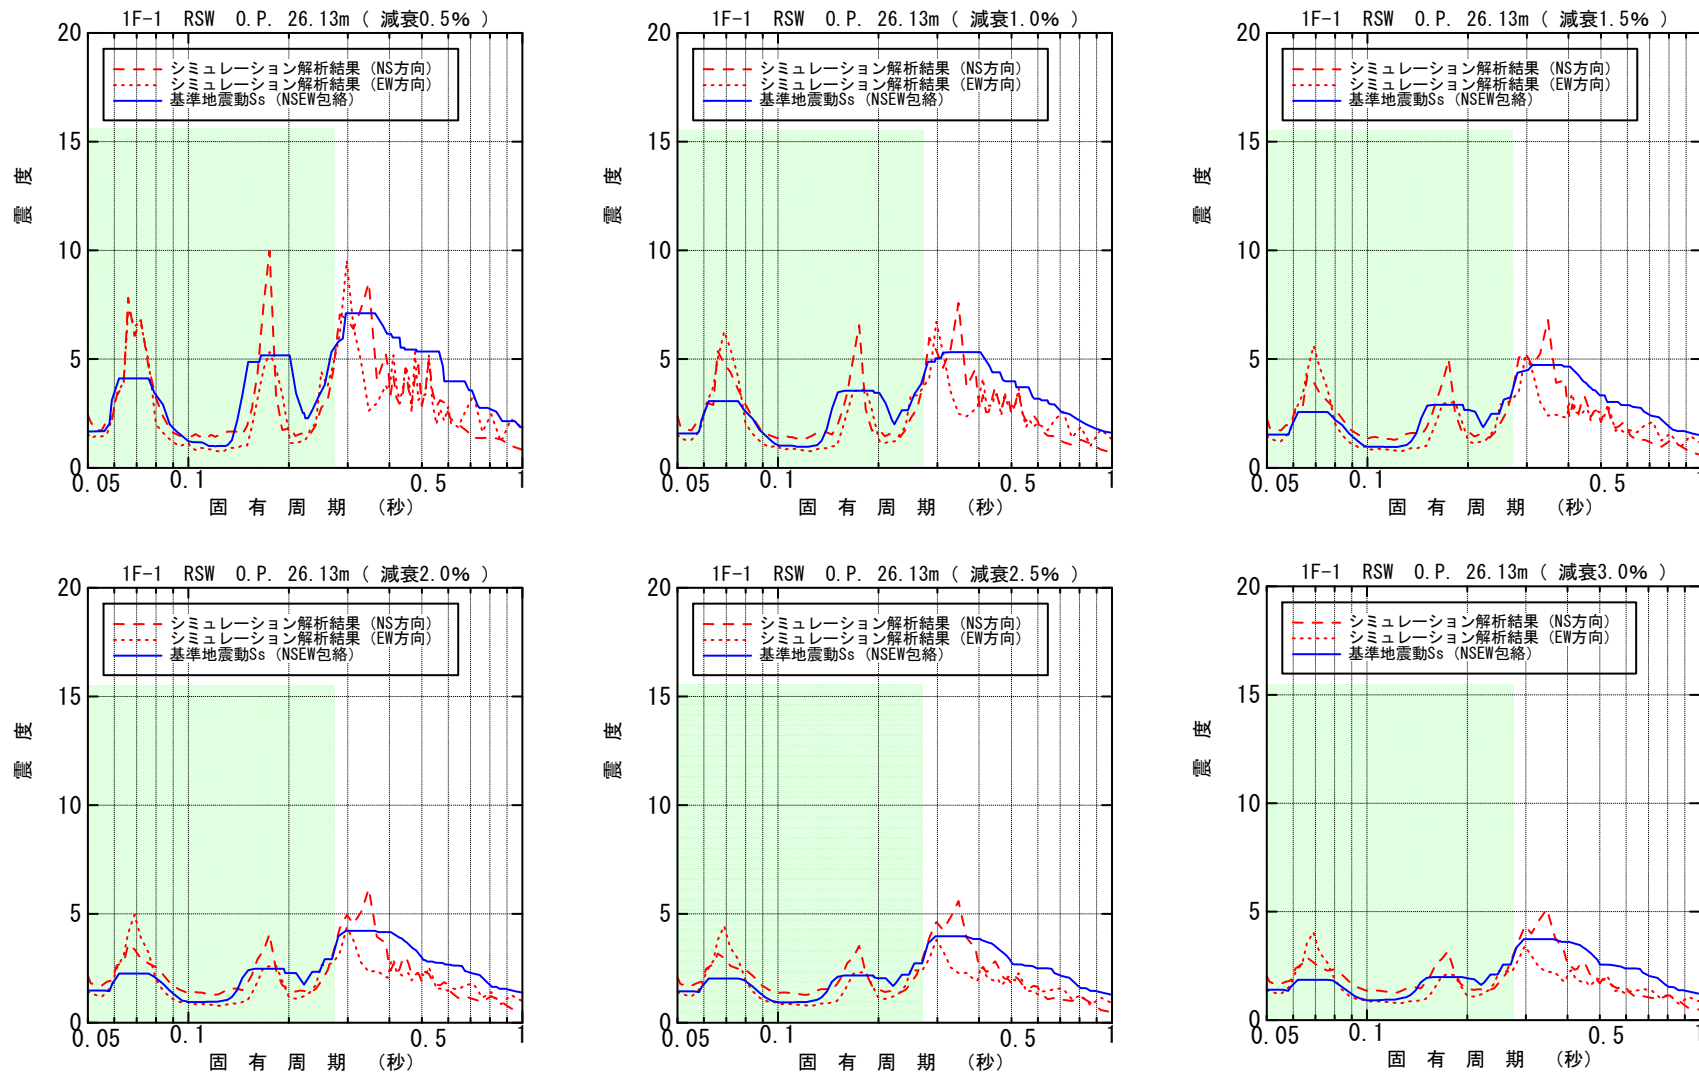 1F-1 RSW O.P. 26.13m ( 減衰0.5% )
20
15
10
5
0
震 度
シミュレーション解析結果 (NS方向)
シミュレーション解析結果 (EW方向)
基準地震動Ss (NSEW包絡)
0.05 0.1 0.5 1
固 有 周 期 (秒)
1F-1 RSW O.P. 26.13m ( 減衰1.0% )
20
15
10
5
0
震 度
シミュレーション解析結果 (NS方向)
シミュレーション解析結果 (EW方向)
基準地震動Ss (NSEW包絡)
0.05 0.1 0.5 1
固 有 周 期 (秒)
1F-1 RSW O.P. 26.13m ( 減衰1.5% )
20
15
10
5
0
震 度
シミュレーション解析結果 (NS方向)
シミュレーション解析結果 (EW方向)
基準地震動Ss (NSEW包絡)
0.05 0.1 0.5 1
固 有 周 期 (秒)
1F-1 RSW O.P. 26.13m ( 減衰2.0% )
20
15
10
5
0
震 度
シミュレーション解析結果 (NS方向)
シミュレーション解析結果 (EW方向)
基準地震動Ss (NSEW包絡)
0.05 0.1 0.5 1
固 有 周 期 (秒)
1F-1 RSW O.P. 26.13m ( 減衰2.5% )
20
15
10
5
0
震 度
シミュレーション解析結果 (NS方向)
シミュレーション解析結果 (EW方向)
基準地震動Ss (NSEW包絡)
0.05 0.1 0.5 1
固 有 周 期 (秒)
1F-1 RSW O.P. 26.13m ( 減衰3.0% )
20
15
10
5
0
震 度
シミュレーション解析結果 (NS方向)
シミュレーション解析結果 (EW方向)
基準地震動Ss (NSEW包絡)
0.05 0.1 0.5 1
固 有 周 期 (秒)